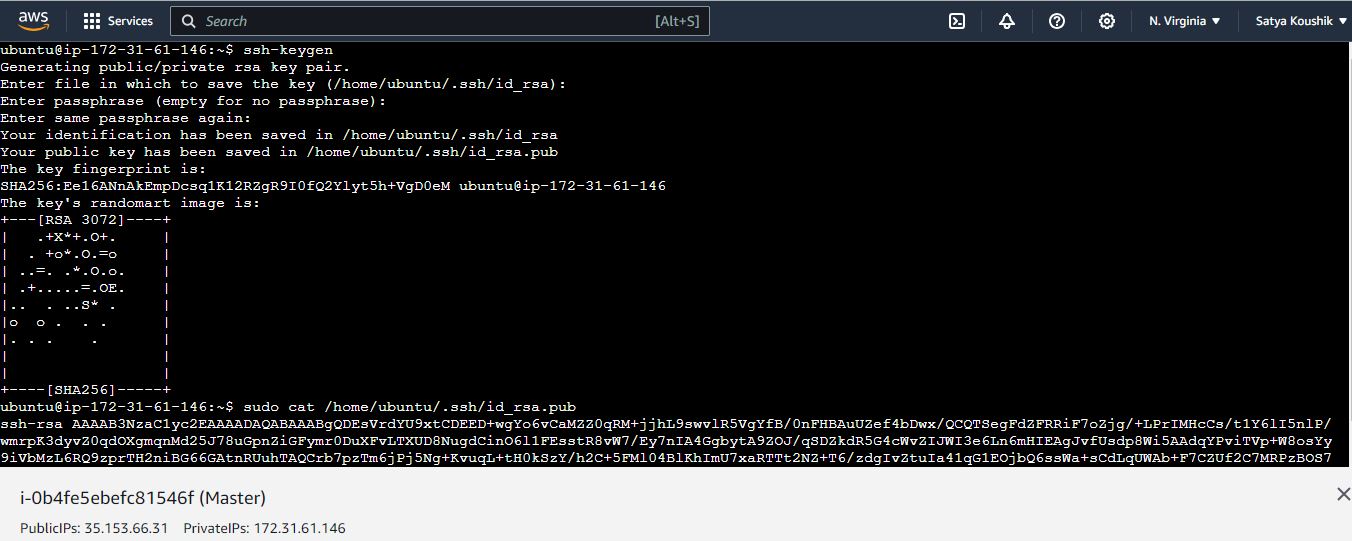 aws Services Search [Alt+S] N. Virginia Satya Koushik
ubuntu@ip-172-31-61-146:~$ ssh-keygen
Generating public/private rsa key pair.
Enter file in which to save the key (/home/ubuntu/.ssh/id_rsa):
Enter passphrase (empty for no passphrase):
Enter same passphrase again:
Your identification has been saved in /home/ubuntu/.ssh/id_rsa
Your public key has been saved in /home/ubuntu/.ssh/id_rsa.pub
The key fingerprint is:
SHA256:Ee16ANnAkEmpDcsq1K12RZgR9I0fQ2Ylyt5h+VgD0eM ubuntu@ip-172-31-61-146
The key's randomart image is:
+---[RSA 3072]----+
|   .+X*+.O+.     |
|  . +o*.O.=o     |
| ..=. .*.O.o.    |
| .+.....=.OE.    |
|..  . ..S* .     |
|o  o .  . .      |
|. . .    .       |
|                 |
|                 |
+----[SHA256]-----+
ubuntu@ip-172-31-61-146:~$ sudo cat /home/ubuntu/.ssh/id_rsa.pub
ssh-rsa AAAAB3NzaC1yc2EAAAADAQABAAABgQDEsVrdYU9xtCDEED+wgYo6vCaMZZ0qRM+jjhL9swvlR5VgYfB/0nFHBAuUZef4bDwx/QCQTSegFdZFRRiF7oZjg/+LPrIMHcCs/t1Y6lI5nlP/
wmrpK3dyvZ0qdOXgmqnMd25J78uGpnZiGFymr0DuXFvLTXUD8NugdCinO6l1FEsstR8vW7/Ey7nIA4GgbytA9ZOJ/qSDZkdR5G4cWvZIJWI3e6Ln6mHIEAgJvfUsdp8Wi5AAdqYPviTVp+W8osYy
9iVbMzL6RQ9zprTH2niBG66GAtnRUuhTAQCrb7pzTm6jPj5Ng+KvuqL+tH0kSzY/h2C+5FMl04BlKhImU7xaRTTt2NZ+T6/zdgIvZtuIa41qG1EOjbQ6ssWa+sCdLqUWAb+F7CZUf2C7MRPzBOS7
i-0b4fe5ebefc81546f (Master)
PublicIPs: 35.153.66.31 PrivateIPs: 172.31.61.146